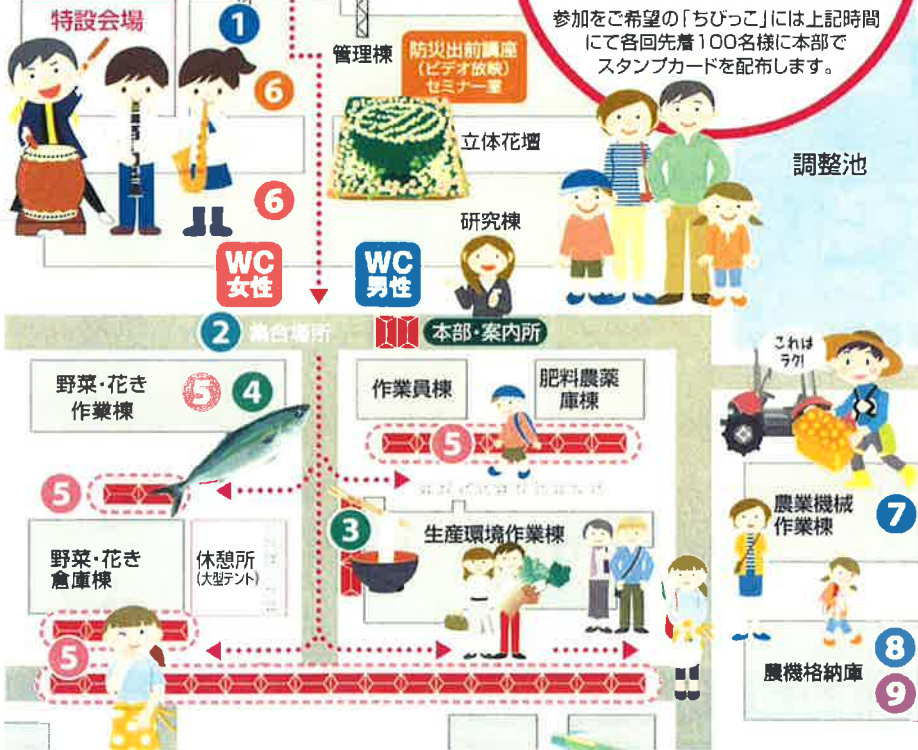 特設会場
1
参加をご希望の「ちびっこ」には上記時間
にて各回先着100名様に本部で
スタンプカードを配布します。
管理棟
防災出前講座
(ビデオ放映)
セミナー室
6
立体花壇
調整池
6
研究棟
WC
女性
WC
男性
2 集合場所
本部・案内所
これは
ラク!
野菜・花き
作業棟
5
4
作業員棟
肥料農薬
庫棟
5
5
3
生産環境作業棟
農業機械
作業棟
7
野菜・花き
倉庫棟
休憩所
(大型テント)
5
農機格納庫
8
9